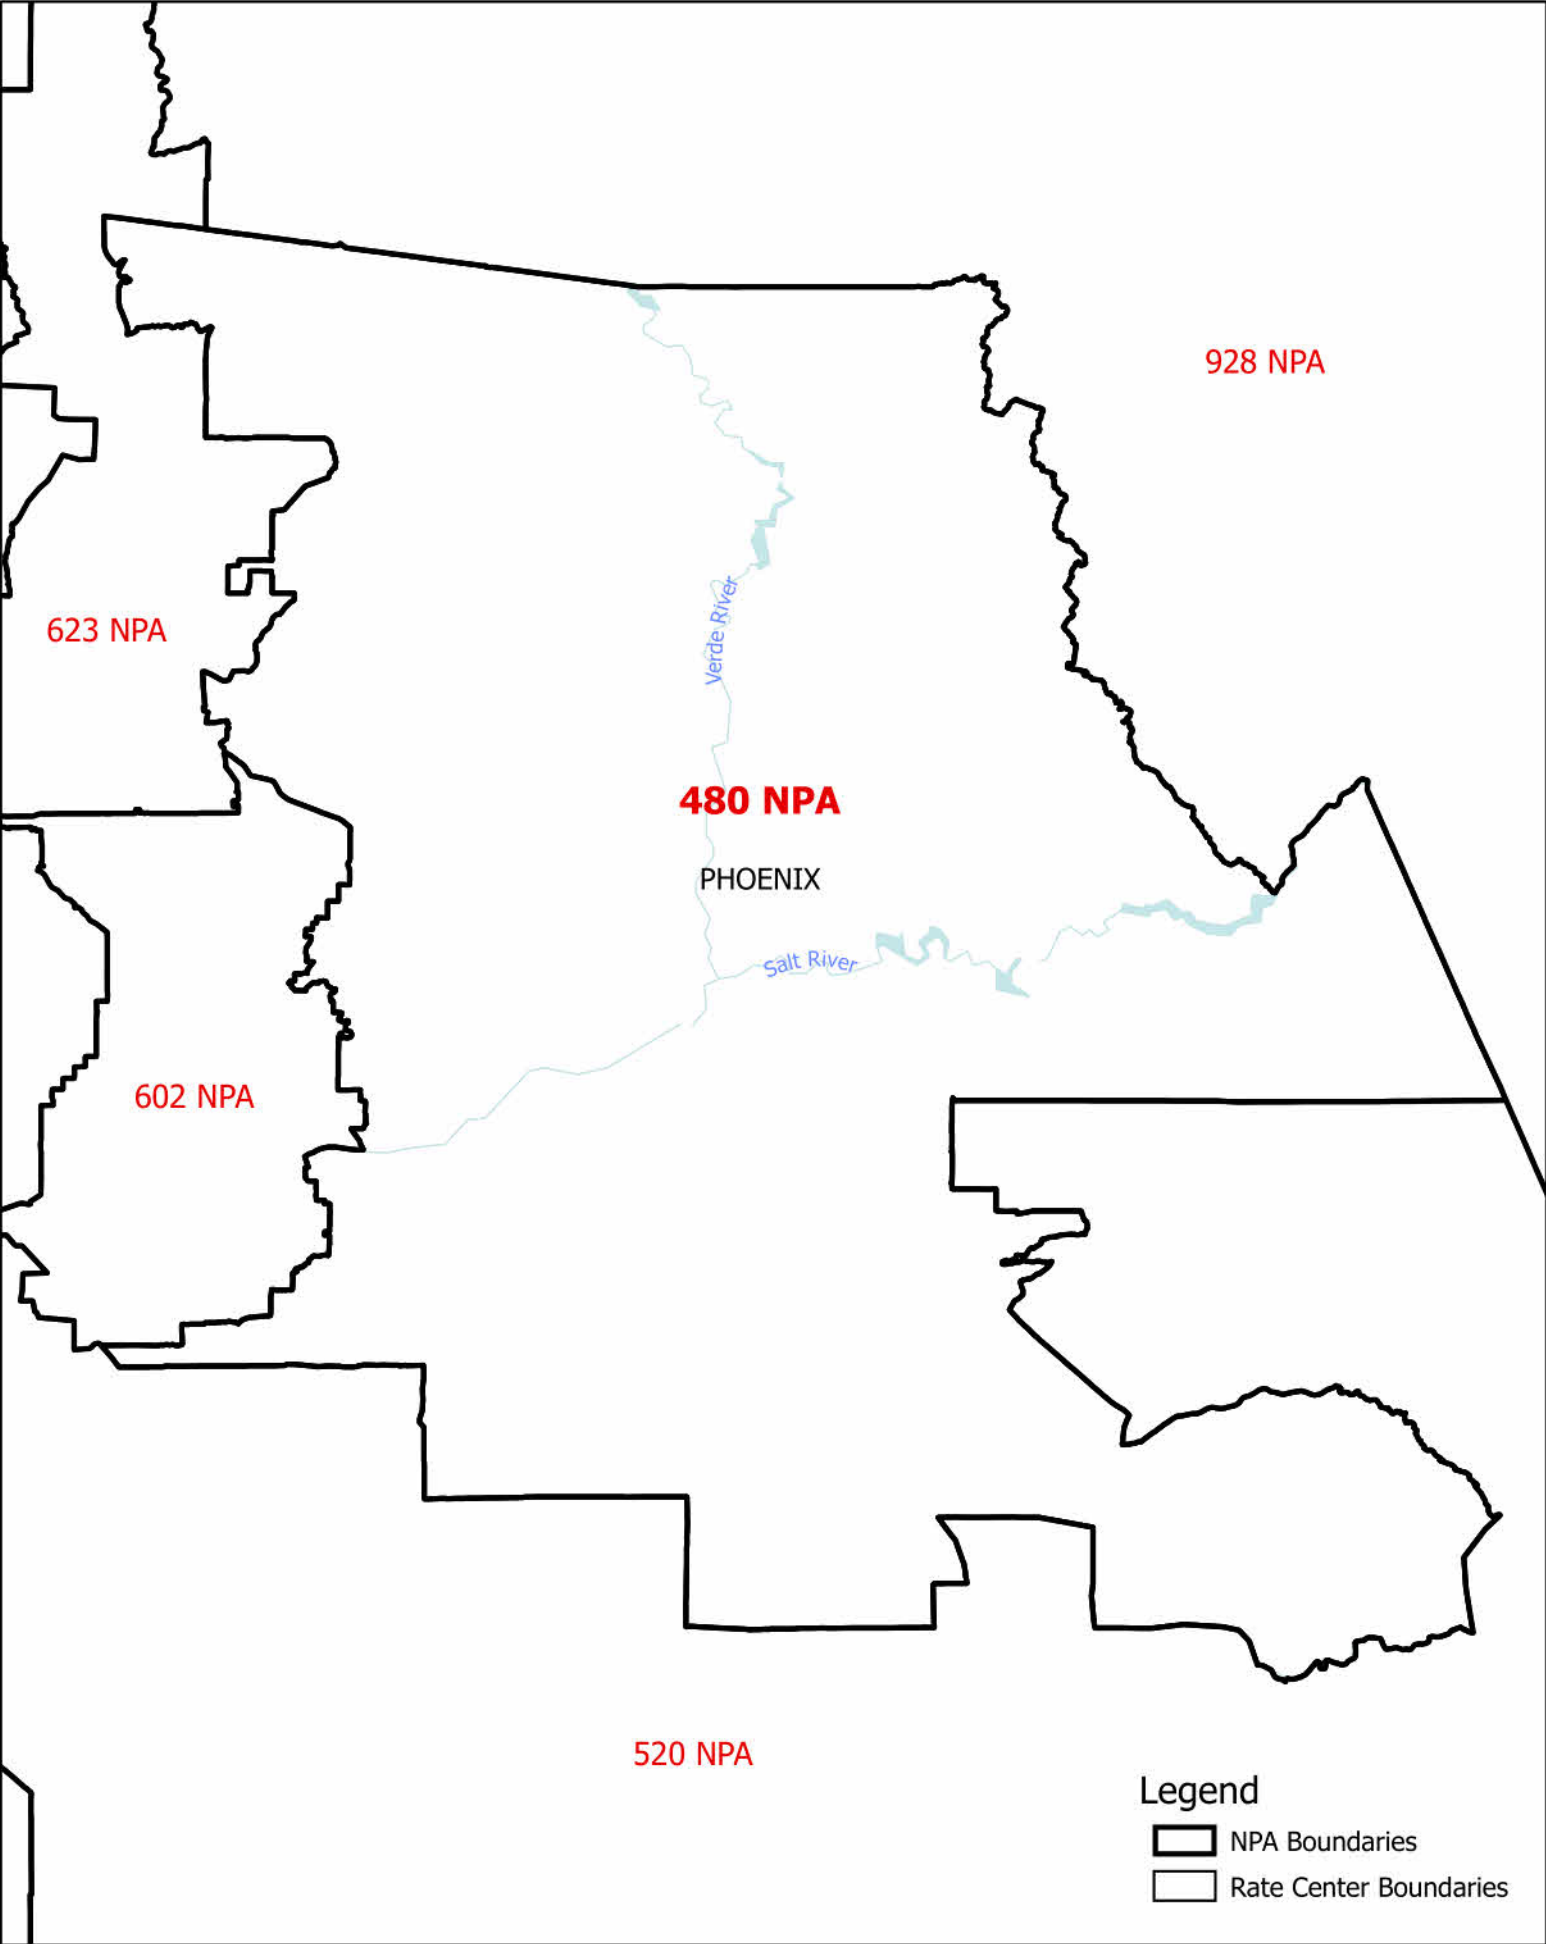 928 NPA
623 NPA
Verde River
480 NPA
PHOENIX
Salt River
602 NPA
520 NPA
Legend
NPA Boundaries
Rate Center Boundaries